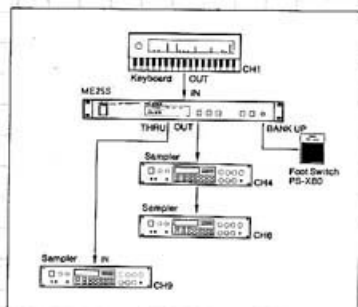 CH1
Keyboard OUT
ME25S
IN
THRU OUT
BANK UP
Sampler
Foot Switch
PS-X80
CH4
Sampler
CH6
Sampler IN
CH9